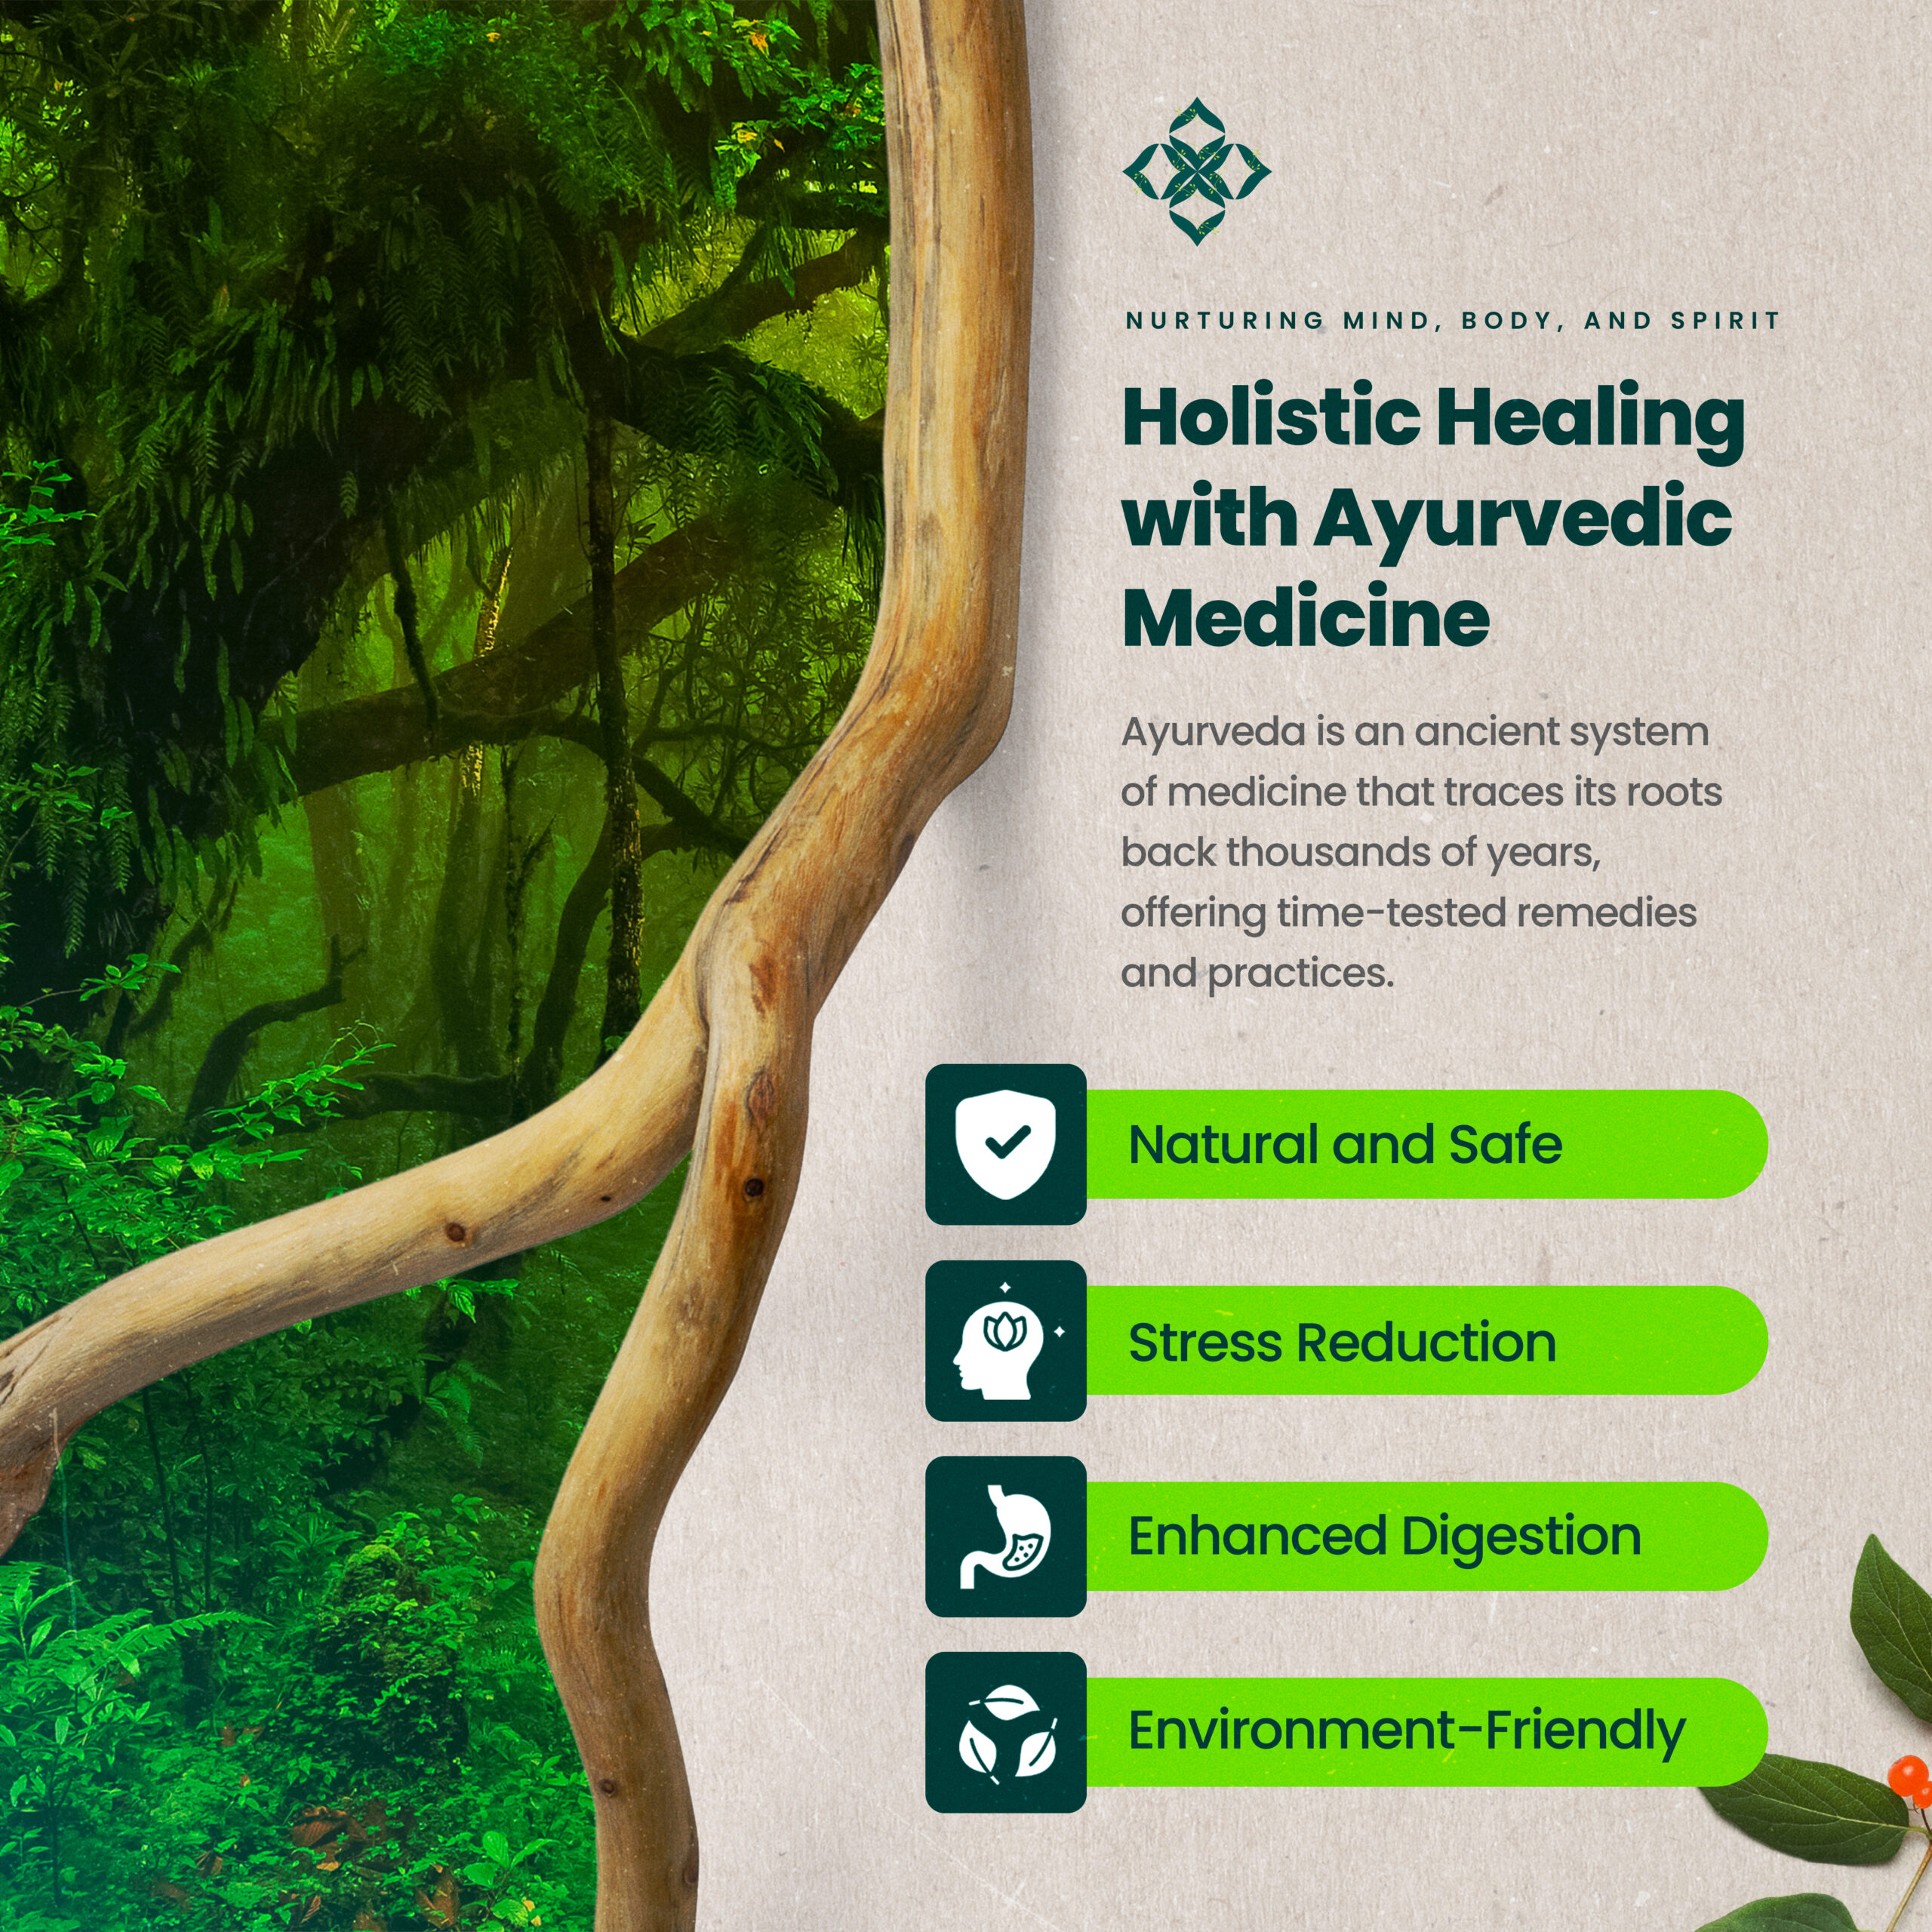 NURTURING MIND, BODY, AND SPIRIT
Holistic Healing
with Ayurvedic
Medicine
Ayurveda is an ancient system
of medicine that traces its roots
back thousands of years,
offering time-tested remedies
and practices.
Natural and Safe
Stress Reduction
Enhanced Digestion
Environment-Friendly